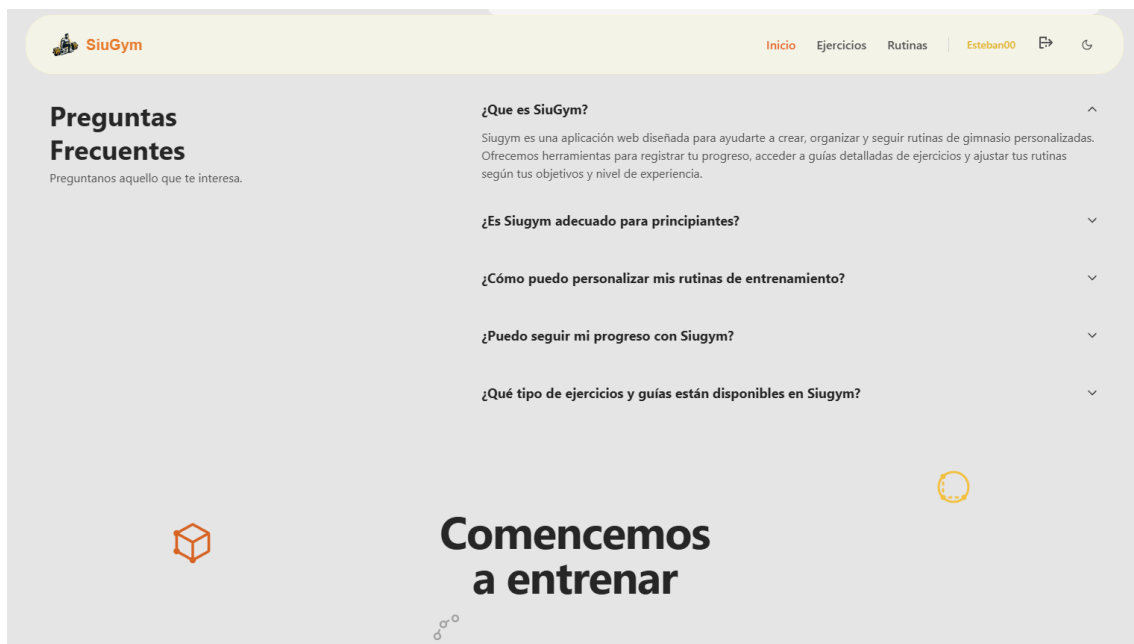 SiuGym
Inicio Ejercicios Rutinas Esteban00
Preguntas
Frecuentes
Preguntanos aquello que te interesa.
¿Que es SiuGym?
Siugym es una aplicación web diseñada para ayudarte a crear, organizar y seguir rutinas de gimnasio personalizadas.
Ofrecemos herramientas para registrar tu progreso, acceder a guías detalladas de ejercicios y ajustar tus rutinas
según tus objetivos y nivel de experiencia.
¿Es Siugym adecuado para principiantes?
¿Cómo puedo personalizar mis rutinas de entrenamiento?
¿Puedo seguir mi progreso con Siugym?
¿Qué tipo de ejercicios y guías están disponibles en Siugym?
Comencemos
a entrenar